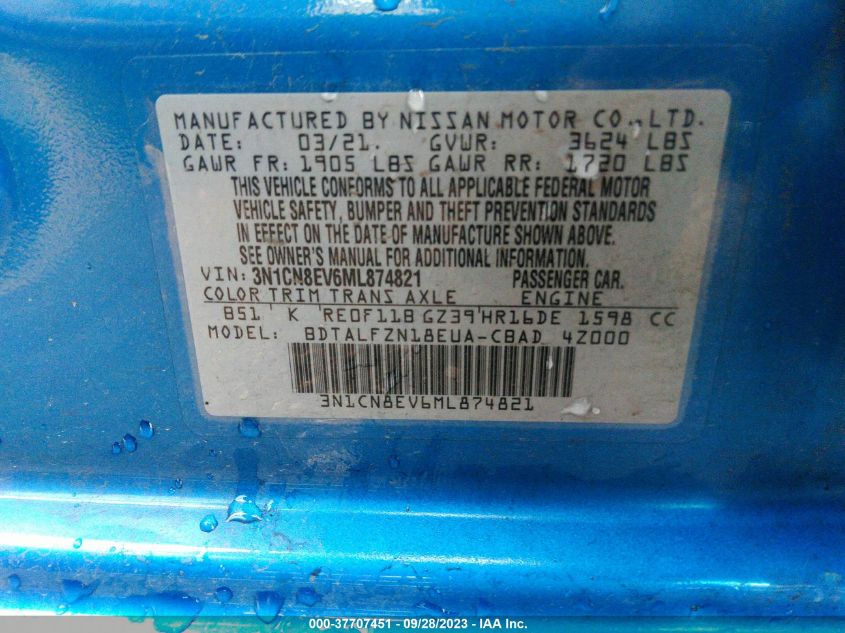 MANUFACTURED BY NISSAN MOTOR CO., LTD.
DATE: 03/21. GVWR: 3624 LBS
GAWR FR: 1905 LBS GAWR RR: 1720 LBS
THIS VEHICLE CONFORMS TO ALL APPLICABLE FEDERAL MOTOR
VEHICLE SAFETY, BUMPER AND THEFT PREVENTION STANDARDS
IN EFFECT ON THE DATE OF MANUFACTURE SHOWN ABOVE.
SEE OWNER'S MANUAL FOR ADDITIONAL INFORMATION.
VIN: 3N1CN8EV6ML874821 PASSENGER CAR.
COLOR TRIM TRANS AXLE ENGINE
B51 K RE0F11B GZ39 HR16DE 1598 CC
MODEL: BDTALFZN18EUA-CBAD 4Z000
3N1CN8EV6ML874821
000-37707451 - 09/28/2023 - IAA Inc.